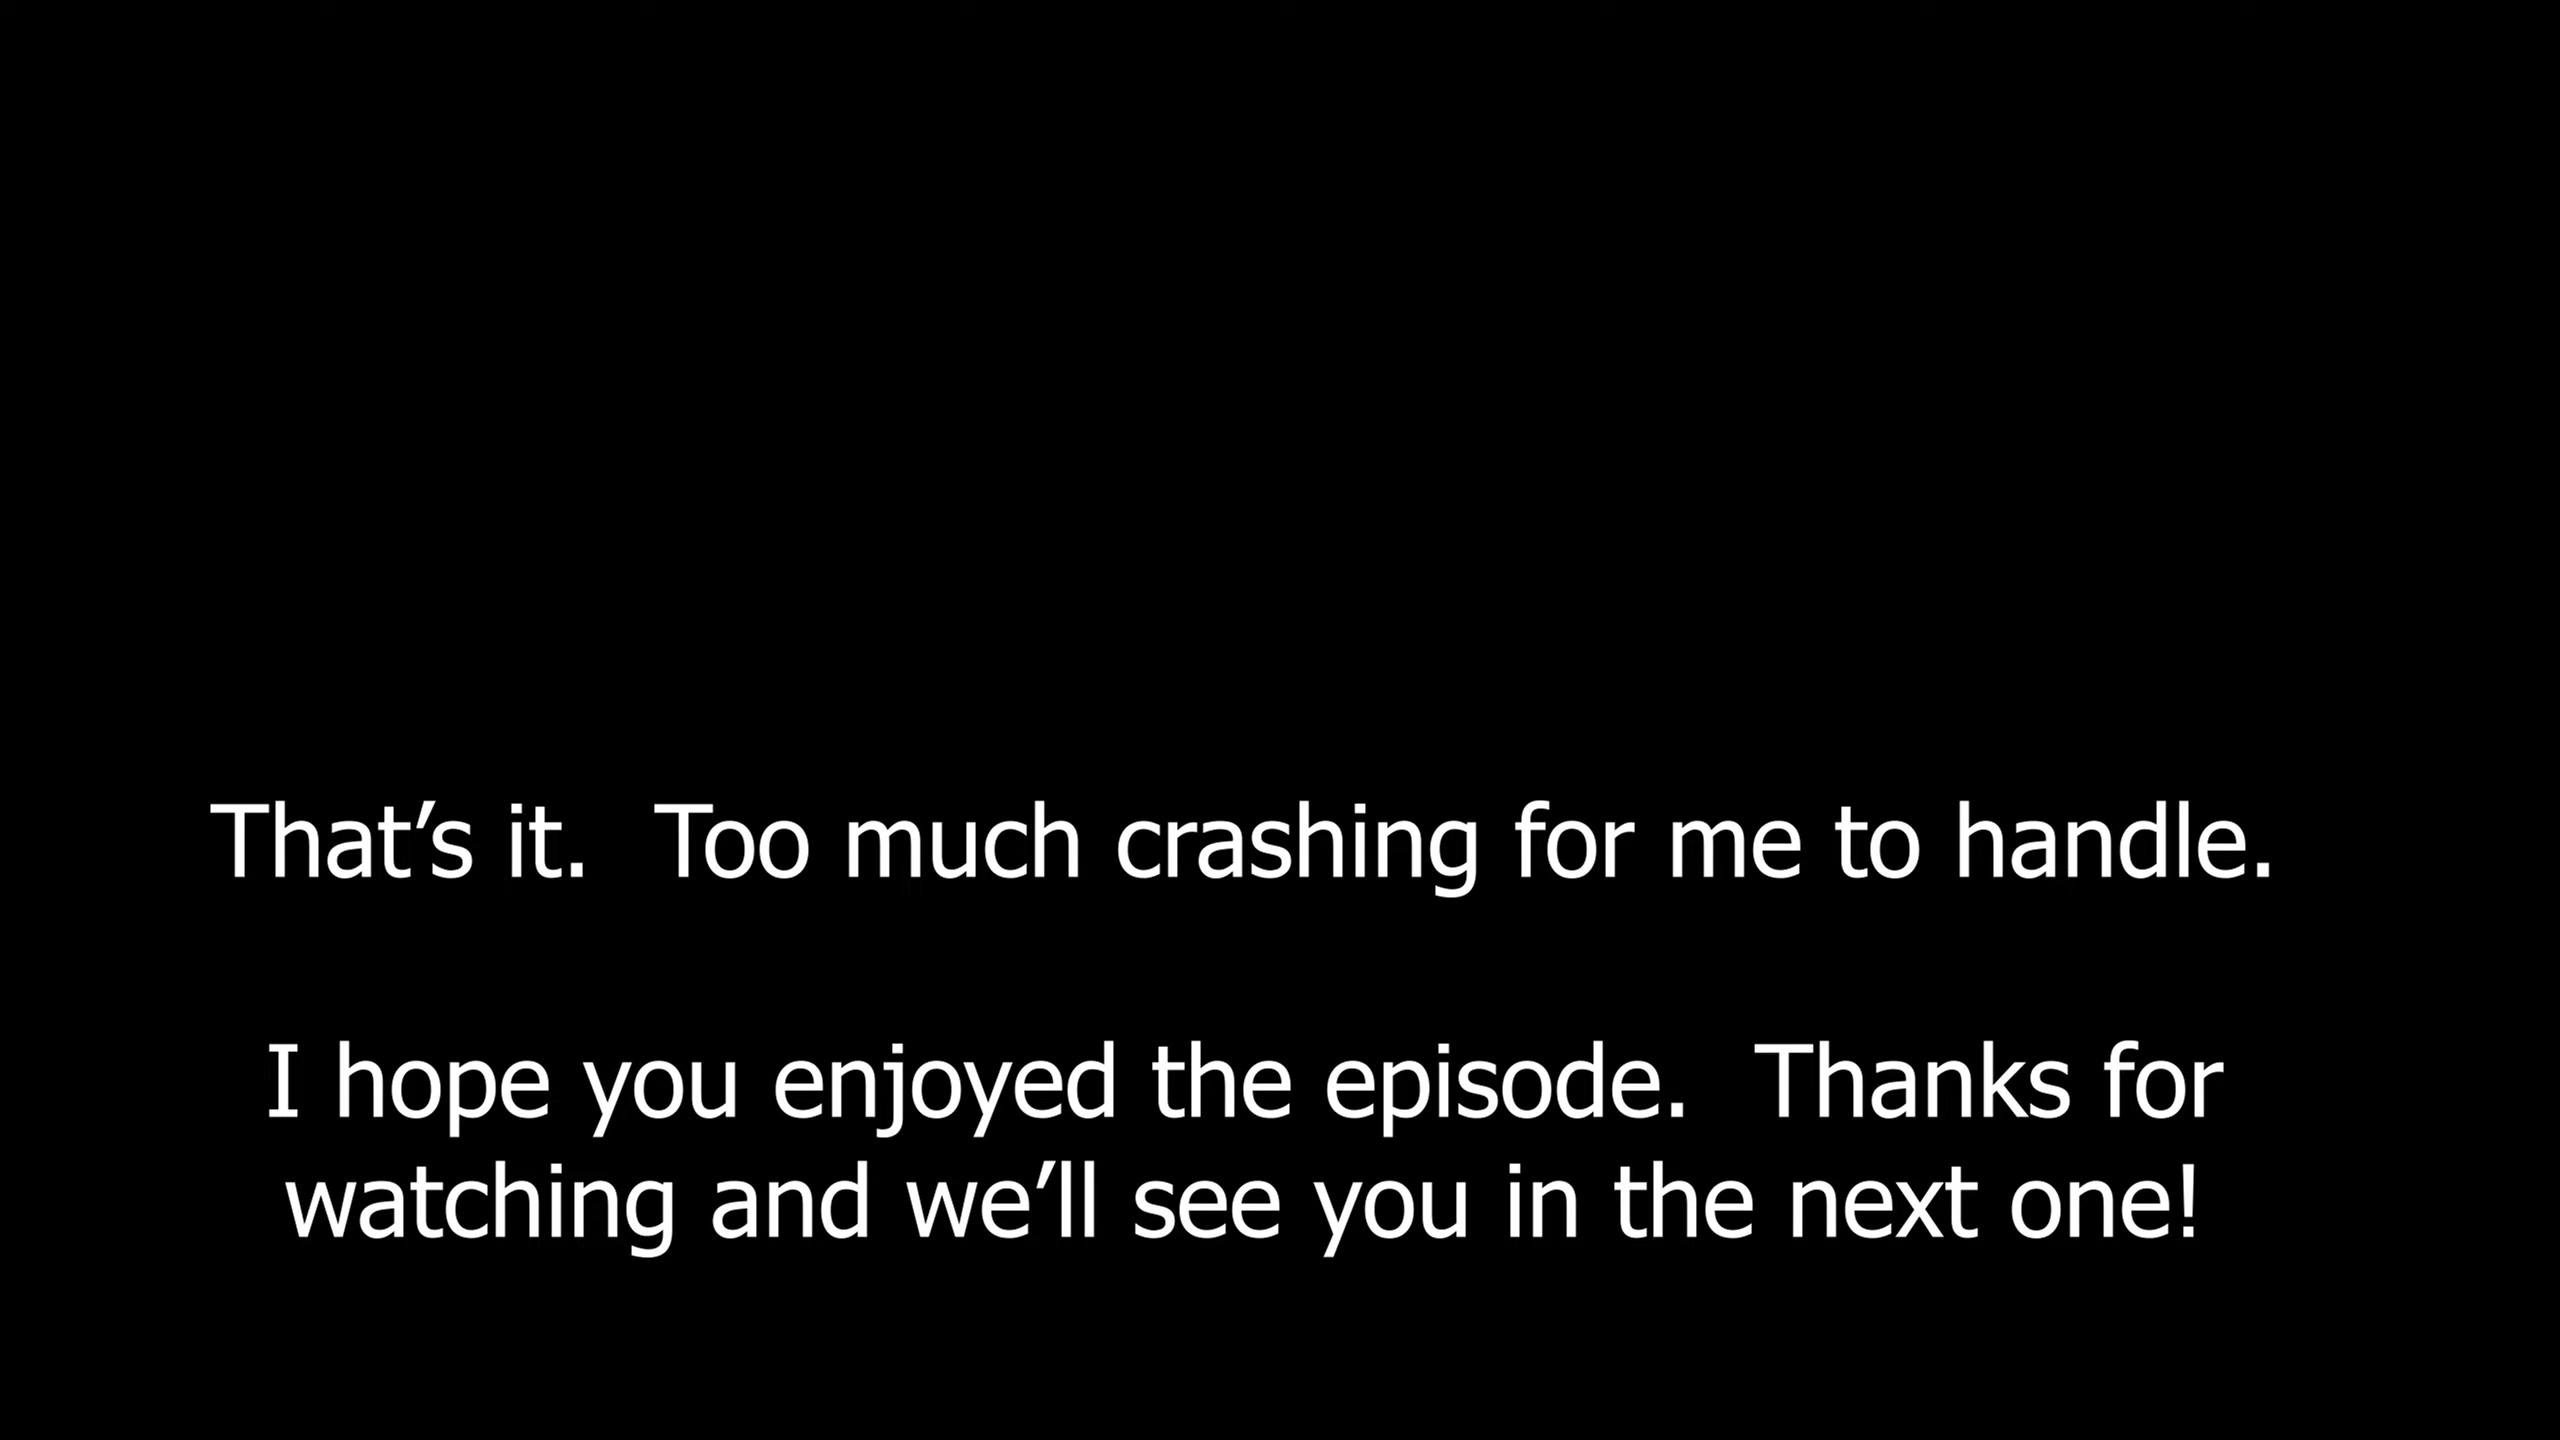 That’s it.  Too much crashing for me to handle.
I hope you enjoyed the episode.  Thanks for
watching and we’ll see you in the next one!